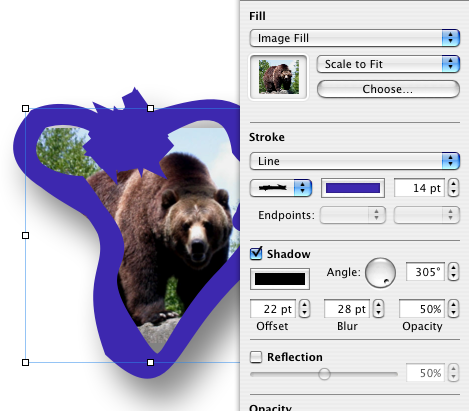 Fill
Image Fill
Scale to Fit
Choose...
Stroke
Line
14 pt
Endpoints:
Shadow
Angle: 305°
22 pt 28 pt 50%
Offset Blur Opacity
Reflection
50%
Opacity